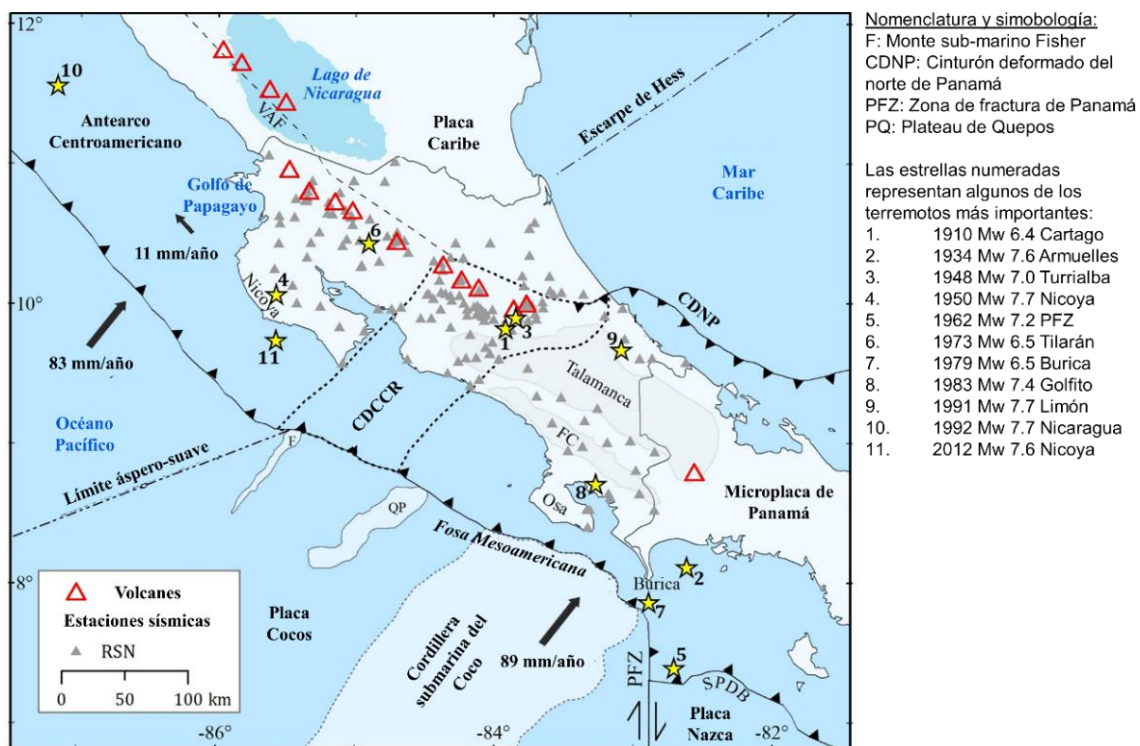 12°
10
Lago de
Nicaragua
VAF
Placa
Caribe
Escarpe de Hess
Antearco
Centroamericano
Golfo de
Papagayo
Mar
Caribe
11 mm/año
6
4
Nicoya
10°
CDNP
1
3
9
11
83 mm/año
Talamanca
Océano
Pacífico
CDCCR
FC
F
Límite áspero-suave
8
Osa
QP
Microplaca de
Panamá
Fosa Mesoamericana
8°
2
Burica
7
Volcanes
Estaciones sísmicas
RSN
0 50 100 km
Placa
Cocos
Cordillera
submarina del
Coco
89 mm/año
5
PFZ
SPDB
Placa
Nazca
-86°
-84°
-82°
Nomenclatura y simobología:
F: Monte sub-marino Fisher
CDNP: Cinturón deformado del
norte de Panamá
PFZ: Zona de fractura de Panamá
PQ: Plateau de Quepos
Las estrellas numeradas
representan algunos de los
terremotos más importantes:
1. 1910 Mw 6.4 Cartago
2. 1934 Mw 7.6 Armuelles
3. 1948 Mw 7.0 Turrialba
4. 1950 Mw 7.7 Nicoya
5. 1962 Mw 7.2 PFZ
6. 1973 Mw 6.5 Tilarán
7. 1979 Mw 6.5 Burica
8. 1983 Mw 7.4 Golfito
9. 1991 Mw 7.7 Limón
10. 1992 Mw 7.7 Nicaragua
11. 2012 Mw 7.6 Nicoya